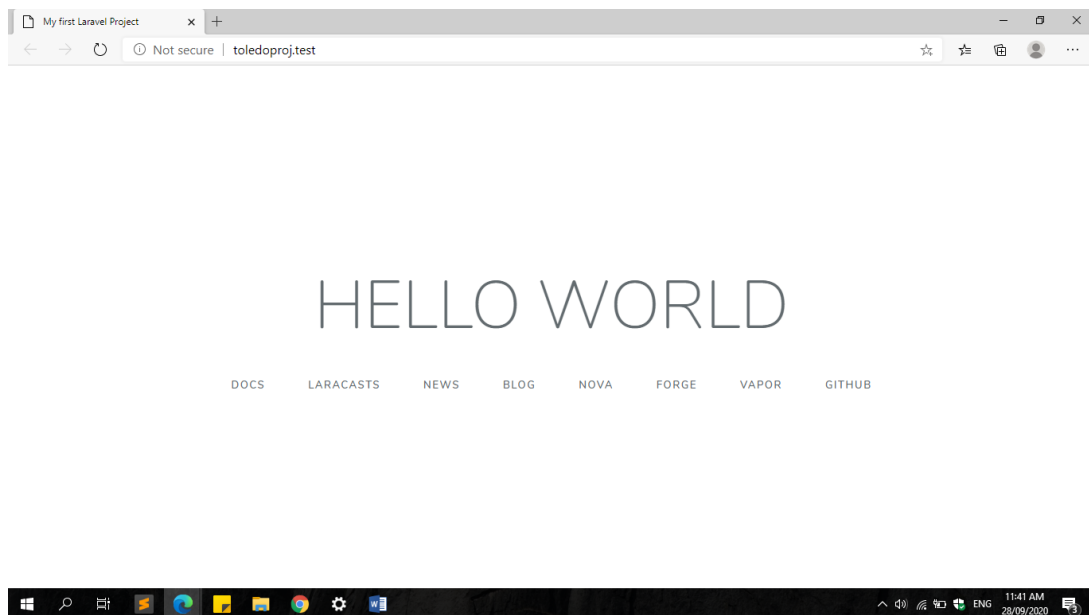 My first Laravel Project
Not secure toledoproj.test
HELLO WORLD
DOCS LARACASTS NEWS BLOG NOVA FORGE VAPOR GITHUB
ENG 11:41 AM
28/09/2020